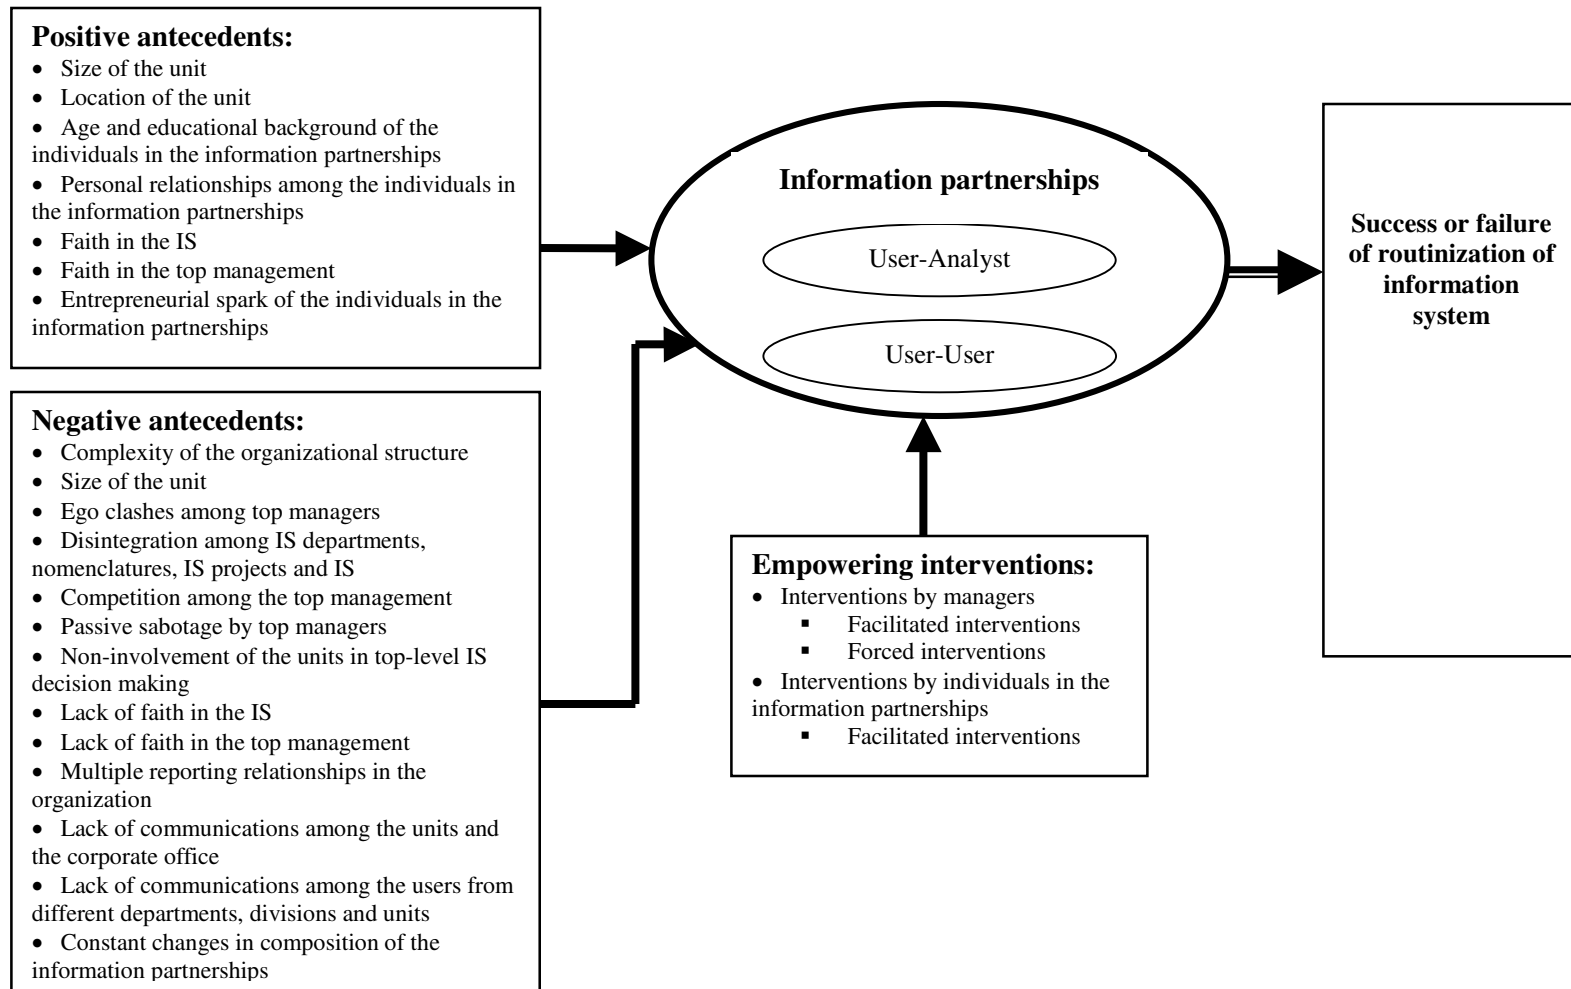 Positive antecedents:
• Size of the unit
• Location of the unit
• Age and educational background of the
individuals in the information partnerships
• Personal relationships among the individuals in
the information partnerships
• Faith in the IS
• Faith in the top management
• Entrepreneurial spark of the individuals in the
information partnerships
Negative antecedents:
• Complexity of the organizational structure
• Size of the unit
• Ego clashes among top managers
• Disintegration among IS departments,
nomenclatures, IS projects and IS
• Competition among the top management
• Passive sabotage by top managers
• Non-involvement of the units in top-level IS
decision making
• Lack of faith in the IS
• Lack of faith in the top management
• Multiple reporting relationships in the
organization
• Lack of communications among the units and
the corporate office
• Lack of communications among the users from
different departments, divisions and units
• Constant changes in composition of the
information partnerships
Information partnerships
User-Analyst
User-User
Empowering interventions:
• Interventions by managers
▪ Facilitated interventions
▪ Forced interventions
• Interventions by individuals in the
information partnerships
▪ Facilitated interventions
Success or failure
of routinization of
information
system